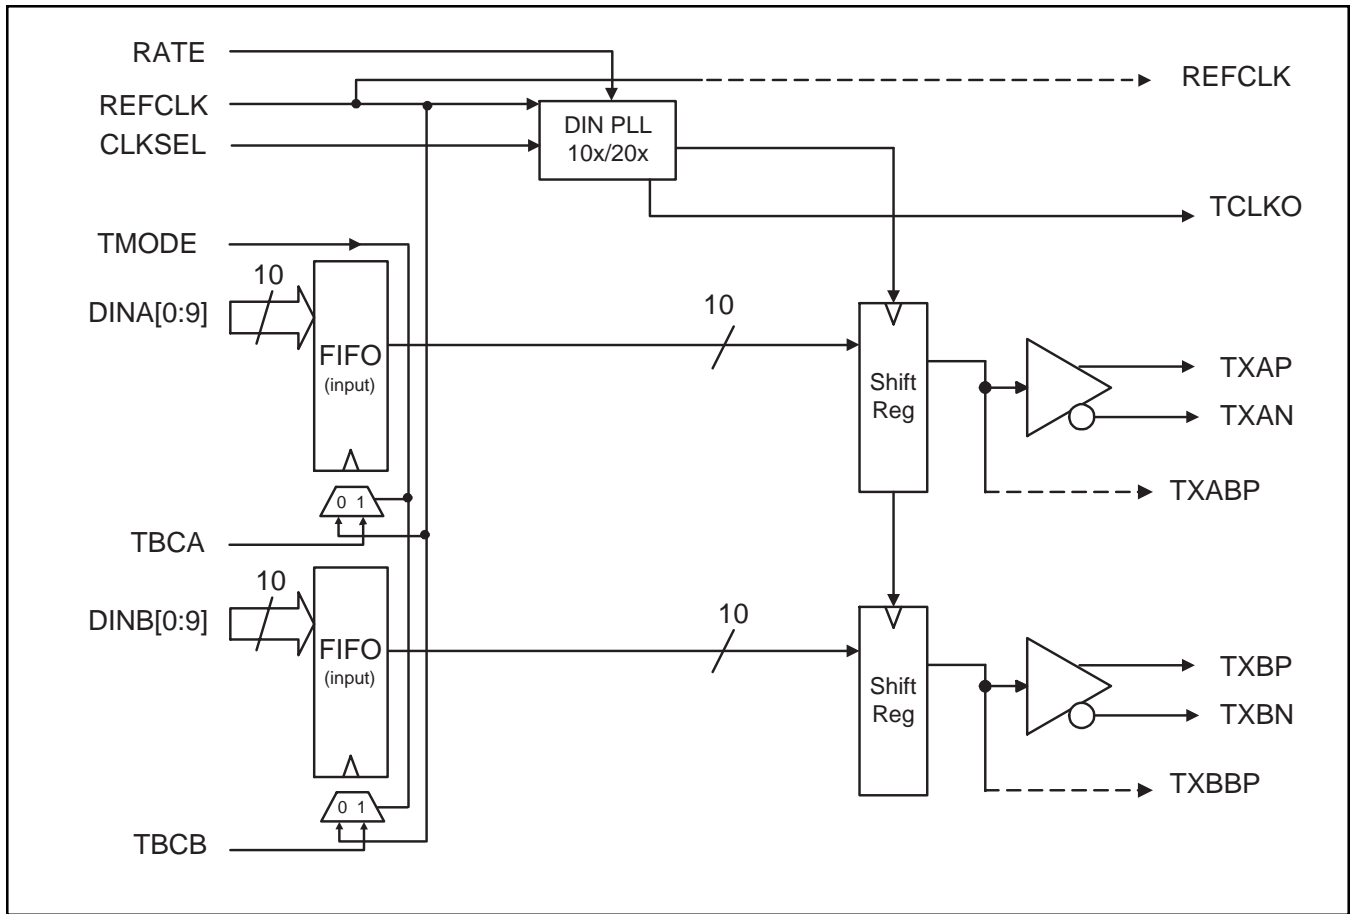 RATE
REFCLK
REFCLK
CLKSEL
DIN PLL
10x/20x
TCLKO
TMODE
10
DINA[0:9]
FIFO
(input)
10
Shift
Reg
TXAP
TXAN
TXABP
0 1
TBCA
10
DINB[0:9]
FIFO
(input)
10
Shift
Reg
TXBP
TXBN
TXBBP
0 1
TBCB